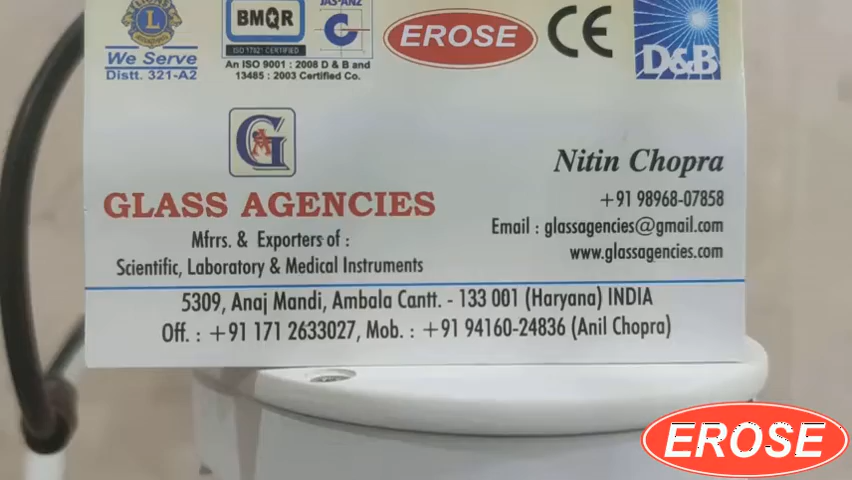 L
We Serve
Distt. 321-A2
BMQR
ISO 17021 CERTIFIED
JAS-ANZ
C
An ISO 9001 : 2008 D & B and
13485 : 2003 Certified Co.
EROSE
CE
D&B
GAM
GLASS AGENCIES
Mfrrs. & Exporters of :
Scientific, Laboratory & Medical Instruments
Nitin Chopra
+91 98968-07858
Email : glassagencies@gmail.com
www.glassagencies.com
5309, Anaj Mandi, Ambala Cantt. - 133 001 (Haryana) INDIA
Off. : +91 171 2633027, Mob. : +91 94160-24836 (Anil Chopra)
EROSE